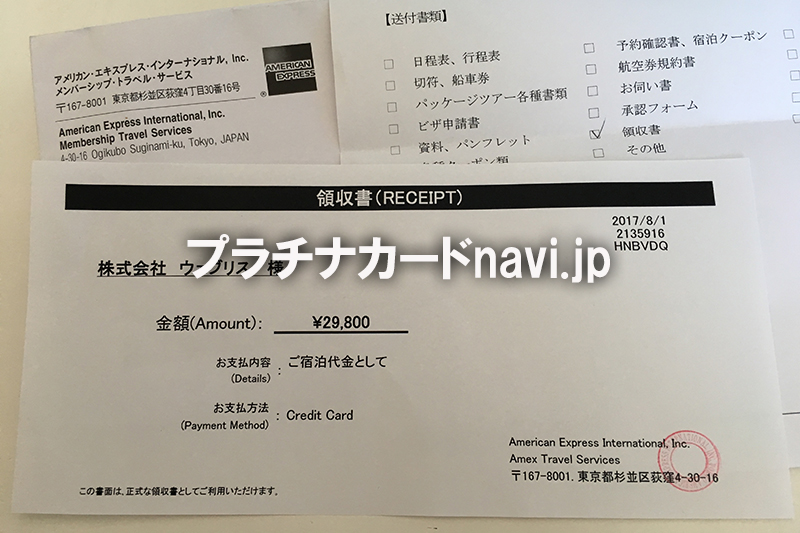 アメリカン・エキスプレス・インターナショナル, Inc.
メンバーシップ・トラベル・サービス
〒167-8001 東京都杉並区荻窪4丁目30番16号
American Express International, Inc.
Membership Travel Services
4-30-16 Ogikubo Suginami-ku, Tokyo, JAPAN
AMERICAN
EXPRESS
®
【送付書類】
□ 日程表、行程表
□ 切符、船車券
□ パッケージツアー各種書類
□ ビザ申請書
□ 資料、パンフレット
□ 予約確認書、宿泊クーポン
□ 航空券規約書
□ お伺い書
□ 承認フォーム
☑ 領収書
□ その他
領収書(RECEIPT)
2017/8/1
2135916
HNBVDQ
プラチナカードnavi.jp
株式会社 様
金額(Amount): ¥29,800
お支払内容 : ご宿泊代金として
(Details)
お支払方法 : Credit Card
(Payment Method)
American Express International, Inc.
Amex Travel Services
〒167-8001. 東京都杉並区荻窪4-30-16
この書面は、正式な領収書としてご利用いただけます。